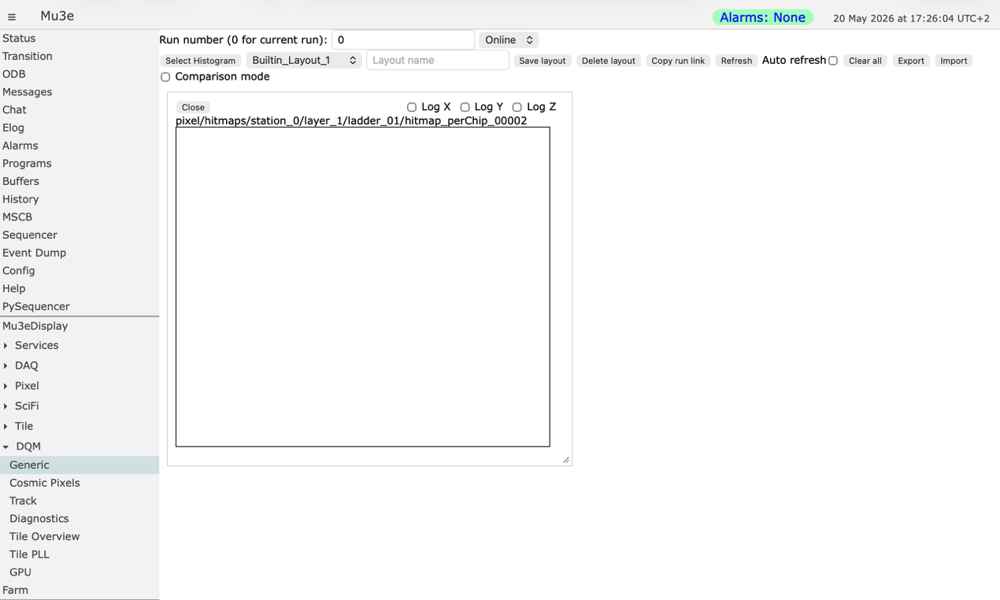 ≡ Mu3e Alarms: None 20 May 2026 at 17:26:04 UTC+2
Status
Transition
ODB
Messages
Chat
Elog
Alarms
Programs
Buffers
History
MSCB
Sequencer
Event Dump
Config
Help
PySequencer
Mu3eDisplay
Services
DAQ
Pixel
SciFi
Tile
DQM
Generic
Cosmic Pixels
Track
Diagnostics
Tile Overview
Tile PLL
GPU
Farm
Run number (0 for current run): 0 Online
Select Histogram Builtin_Layout_1 Layout name Save layout Delete layout Copy run link Refresh Auto refresh Clear all Export Import
Comparison mode
Close Log X Log Y Log Z
pixel/hitmaps/station_0/layer_1/ladder_01/hitmap_perChip_00002